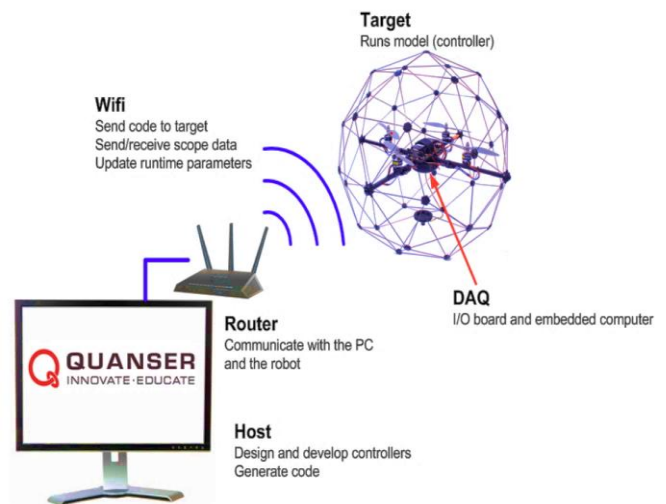 Target
Runs model (controller)
Wifi
Send code to target
Send/receive scope data
Update runtime parameters
DAQ
I/O board and embedded computer
Router
Communicate with the PC
and the robot
QUANSER
INNOVATE·EDUCATE
Host
Design and develop controllers
Generate code